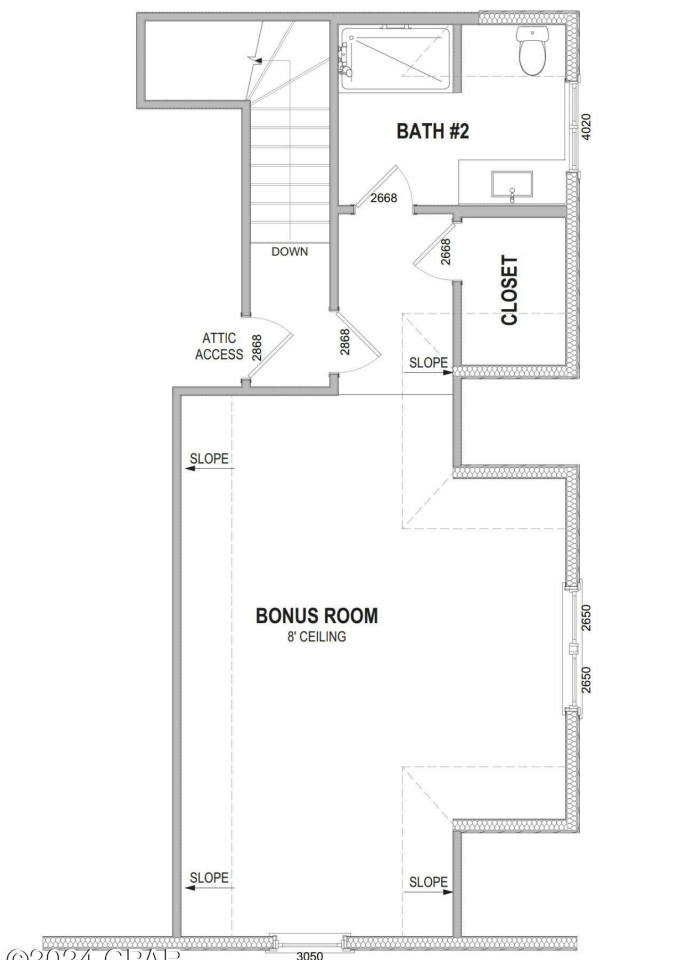 BATH #2
4020
2668
2668
DOWN
CLOSET
ATTIC
ACCESS
2868
2868
SLOPE
SLOPE
BONUS ROOM
8' CEILING
2650
2650
SLOPE
SLOPE
3050